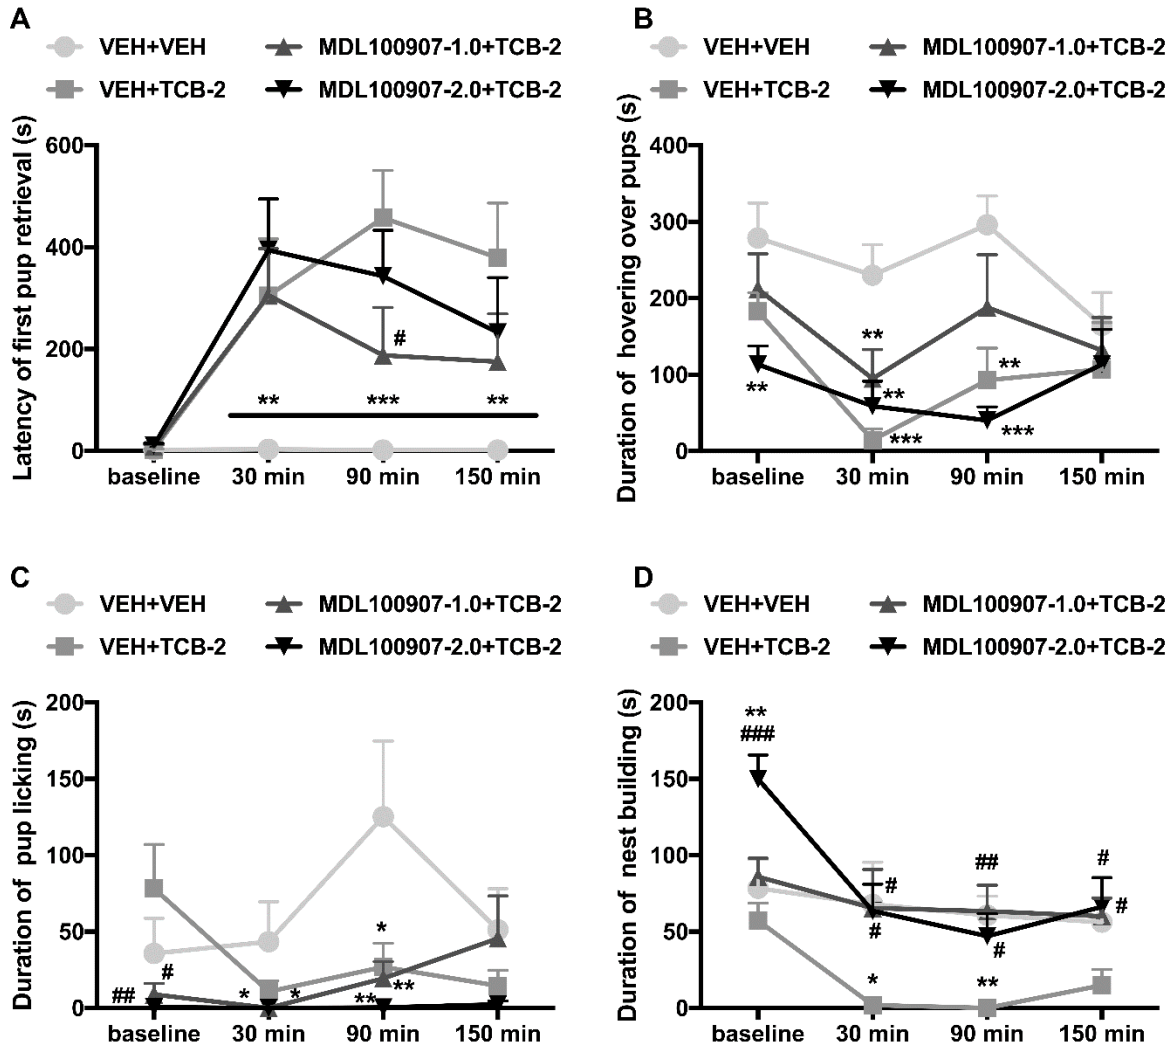 A
VEH+VEH MDL100907-1.0+TCB-2
VEH+TCB-2 MDL100907-2.0+TCB-2
Latency of first pup retrieval (s)
600
400
200
0
#
** *** **
baseline 30 min 90 min 150 min
B
VEH+VEH MDL100907-1.0+TCB-2
VEH+TCB-2 MDL100907-2.0+TCB-2
Duration of hovering over pups (s)
400
300
200
100
0
**
**
**
**
***
***
baseline 30 min 90 min 150 min
C
VEH+VEH MDL100907-1.0+TCB-2
VEH+TCB-2 MDL100907-2.0+TCB-2
Duration of pup licking (s)
200
150
100
50
0
*
#
**
## * * **
baseline 30 min 90 min 150 min
D
VEH+VEH MDL100907-1.0+TCB-2
VEH+TCB-2 MDL100907-2.0+TCB-2
Duration of nest building (s)
200
150
100
50
0
**
###
## #
#
#
#
#
* **
baseline 30 min 90 min 150 min